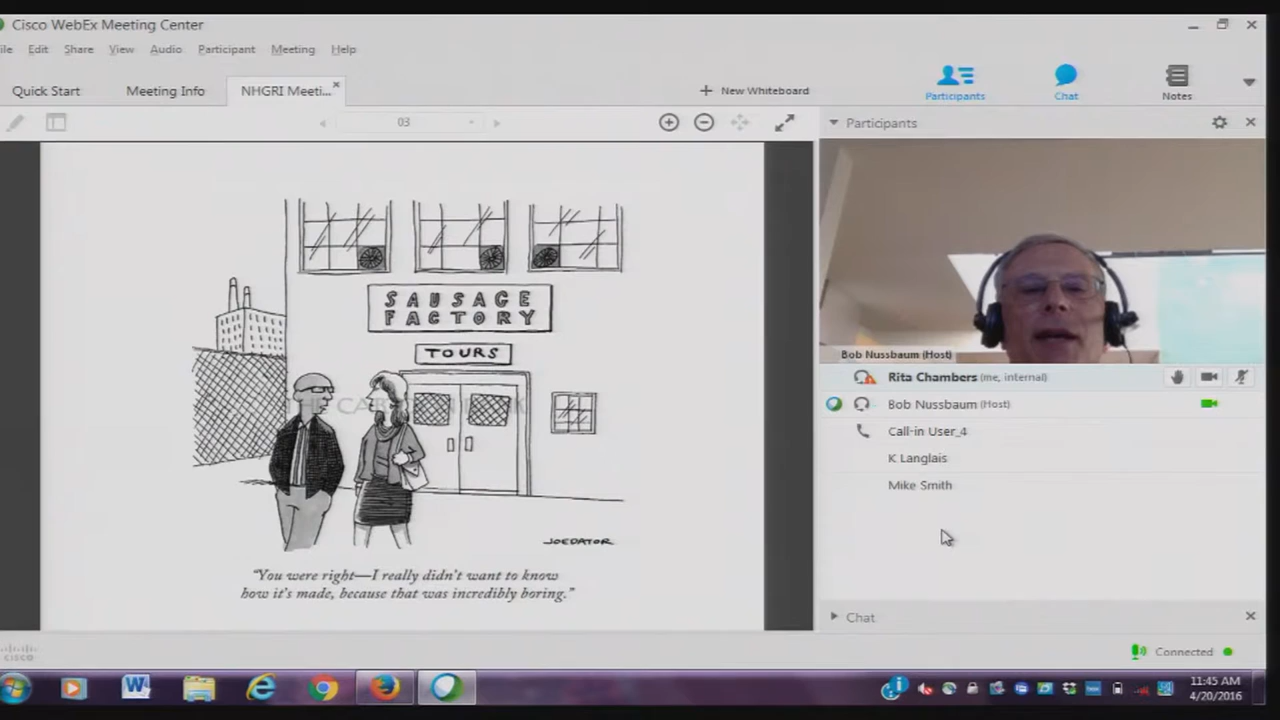 Cisco WebEx Meeting Center
ile Edit Share View Audio Participant Meeting Help
Quick Start
Meeting Info
NHGRI Meeti...
New Whiteboard
Participants
Chat
Notes
03
Participants
SAUSAGE
FACTORY
TOURS
JOE DATOR
"You were right—I really didn't want to know
how it's made, because that was incredibly boring."
Bob Nussbaum (Host)
Rita Chambers (me, internal)
Bob Nussbaum (Host)
Call-in User_4
K Langlais
Mike Smith
Chat
cisco
Connected
11:45 AM
4/20/2016